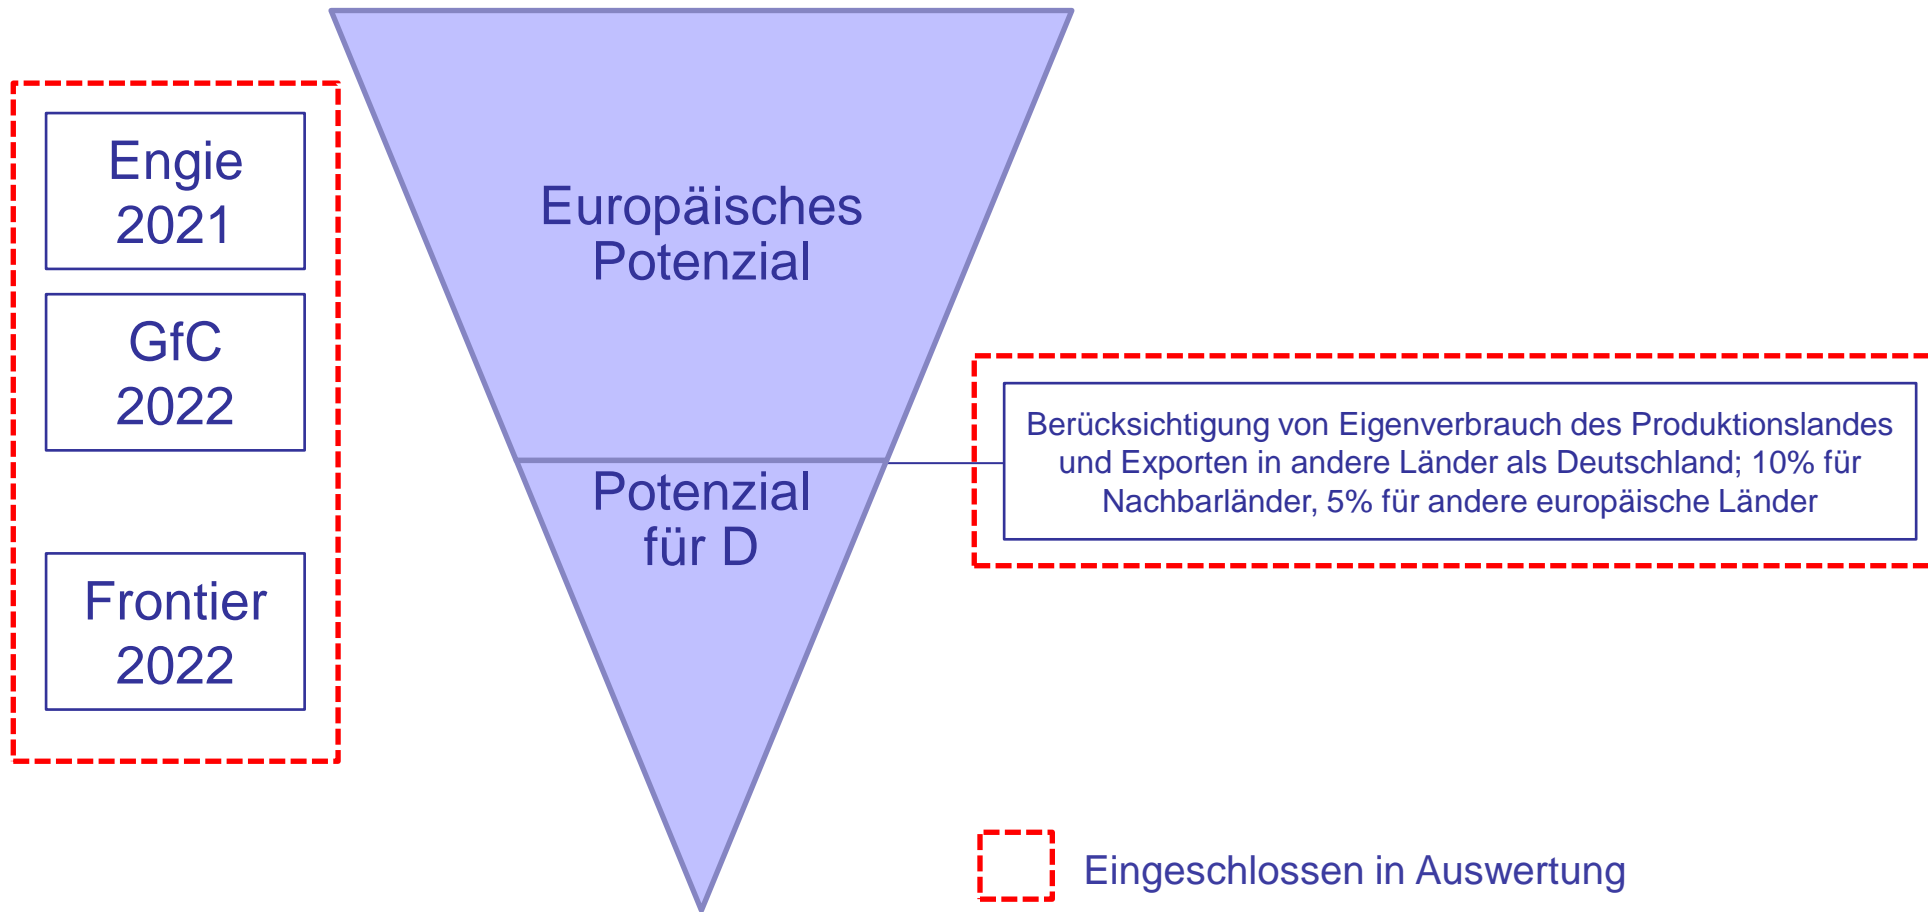 Engie
2021
GfC
2022
Frontier
2022
Europäisches
Potenzial
Potenzial
für D
Berücksichtigung von Eigenverbrauch des Produktionslandes
und Exporten in andere Länder als Deutschland; 10% für
Nachbarländer, 5% für andere europäische Länder
Eingeschlossen in Auswertung